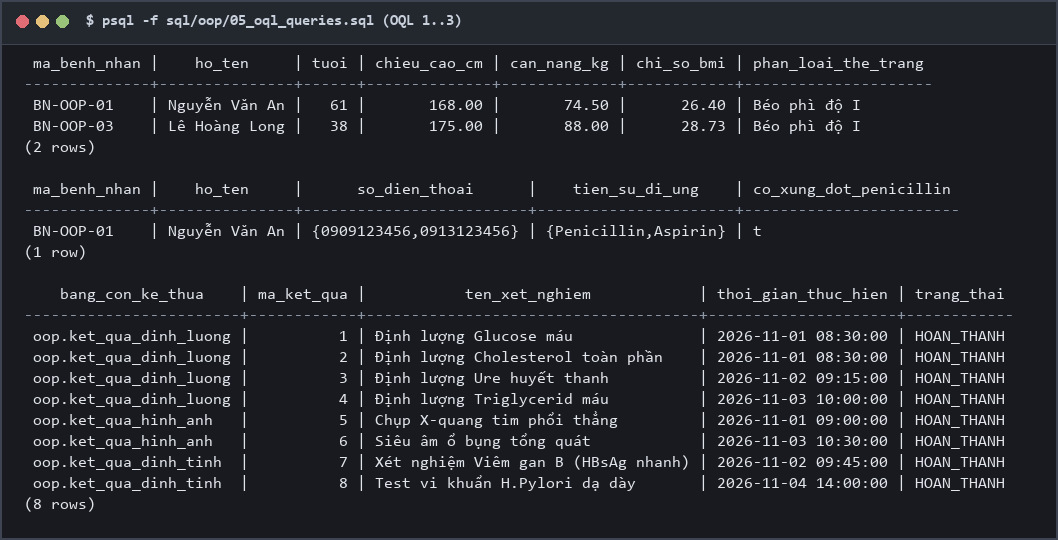 $ psql -f sql/oop/05_oql_queries.sql (OQL 1..3)
 ma_benh_nhan |    ho_ten     | tuoi | chieu_cao_cm | can_nang_kg | chi_so_bmi | phan_loai_the_trang
--------------+---------------+------+--------------+-------------+------------+---------------------
 BN-OOP-01    | Nguyễn Văn An |   61 |       168.00 |       74.50 |      26.40 | Béo phì độ I
 BN-OOP-03    | Lê Hoàng Long |   38 |       175.00 |       88.00 |      28.73 | Béo phì độ I
(2 rows)
 ma_benh_nhan |    ho_ten     |      so_dien_thoai      |    tien_su_di_ung    | co_xung_dot_penicillin
--------------+---------------+-------------------------+----------------------+------------------------
 BN-OOP-01    | Nguyễn Văn An | {0909123456,0913123456} | {Penicillin,Aspirin} | t
(1 row)
    bang_con_ke_thua    | ma_ket_qua |           ten_xet_nghiem            | thoi_gian_thuc_hien | trang_thai
------------------------+------------+-------------------------------------+---------------------+------------
 oop.ket_qua_dinh_luong |          1 | Định lượng Glucose máu              | 2026-11-01 08:30:00 | HOAN_THANH
 oop.ket_qua_dinh_luong |          2 | Định lượng Cholesterol toàn phần    | 2026-11-01 08:30:00 | HOAN_THANH
 oop.ket_qua_dinh_luong |          3 | Định lượng Ure huyết thanh          | 2026-11-02 09:15:00 | HOAN_THANH
 oop.ket_qua_dinh_luong |          4 | Định lượng Triglycerid máu          | 2026-11-03 10:00:00 | HOAN_THANH
 oop.ket_qua_hinh_anh   |          5 | Chụp X-quang tim phổi thẳng         | 2026-11-01 09:00:00 | HOAN_THANH
 oop.ket_qua_hinh_anh   |          6 | Siêu âm ổ bụng tổng quát            | 2026-11-03 10:30:00 | HOAN_THANH
 oop.ket_qua_dinh_tinh  |          7 | Xét nghiệm Viêm gan B (HBsAg nhanh) | 2026-11-02 09:45:00 | HOAN_THANH
 oop.ket_qua_dinh_tinh  |          8 | Test vi khuẩn H.Pylori dạ dày       | 2026-11-04 14:00:00 | HOAN_THANH
(8 rows)